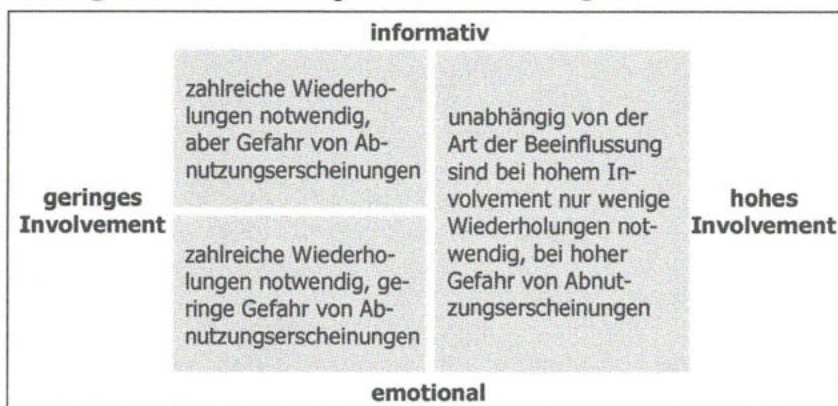 informativ
zahlreiche Wiederho-
lungen notwendig,
aber Gefahr von Ab-
nutzungserscheinungen
geringes
Involvement
zahlreiche Wiederho-
lungen notwendig, ge-
ringe Gefahr von Ab-
nutzungserscheinungen
unabhängig von der
Art der Beeinflussung
sind bei hohem In-
volvement nur wenige
Wiederholungen not-
wendig, bei hoher
Gefahr von Abnut-
zungserscheinungen
hohes
Involvement
emotional